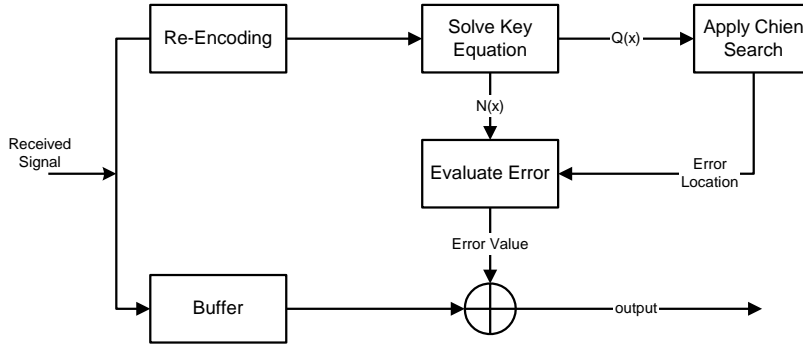 Re-Encoding
Solve Key
Equation
Q(x)
Apply Chien
Search
N(x)
Received
Signal
Evaluate Error
Error
Location
Error Value
Buffer
output